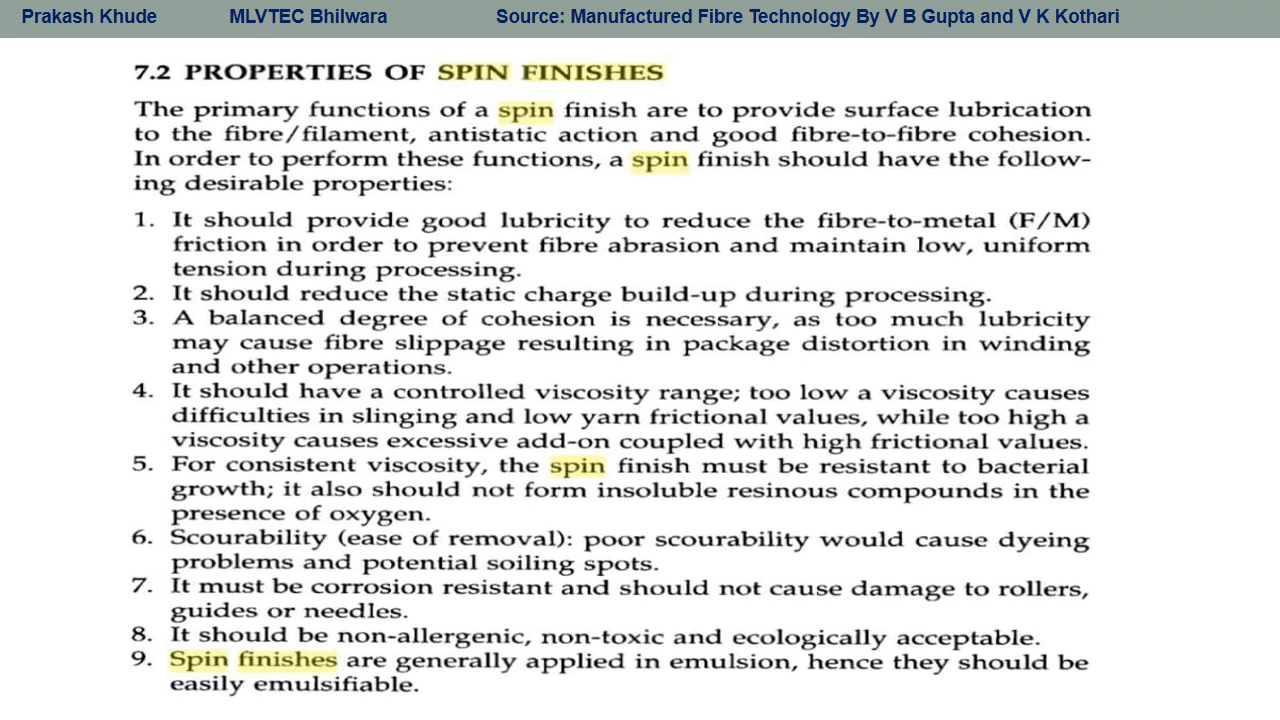 Prakash Khude MLVTEC Bhilwara Source: Manufactured Fibre Technology By V B Gupta and V K Kothari
7.2 PROPERTIES OF SPIN FINISHES
The primary functions of a spin finish are to provide surface lubrication
to the fibre/filament, antistatic action and good fibre-to-fibre cohesion.
In order to perform these functions, a spin finish should have the follow-
ing desirable properties:
1. It should provide good lubricity to reduce the fibre-to-metal (F/M)
friction in order to prevent fibre abrasion and maintain low, uniform
tension during processing.
2. It should reduce the static charge build-up during processing.
3. A balanced degree of cohesion is necessary, as too much lubricity
may cause fibre slippage resulting in package distortion in winding
and other operations.
4. It should have a controlled viscosity range; too low a viscosity causes
difficulties in slinging and low yarn frictional values, while too high a
viscosity causes excessive add-on coupled with high frictional values.
5. For consistent viscosity, the spin finish must be resistant to bacterial
growth; it also should not form insoluble resinous compounds in the
presence of oxygen.
6. Scourability (ease of removal): poor scourability would cause dyeing
problems and potential soiling spots.
7. It must be corrosion resistant and should not cause damage to rollers,
guides or needles.
8. It should be non-allergenic, non-toxic and ecologically acceptable.
9. Spin finishes are generally applied in emulsion, hence they should be
easily emulsifiable.